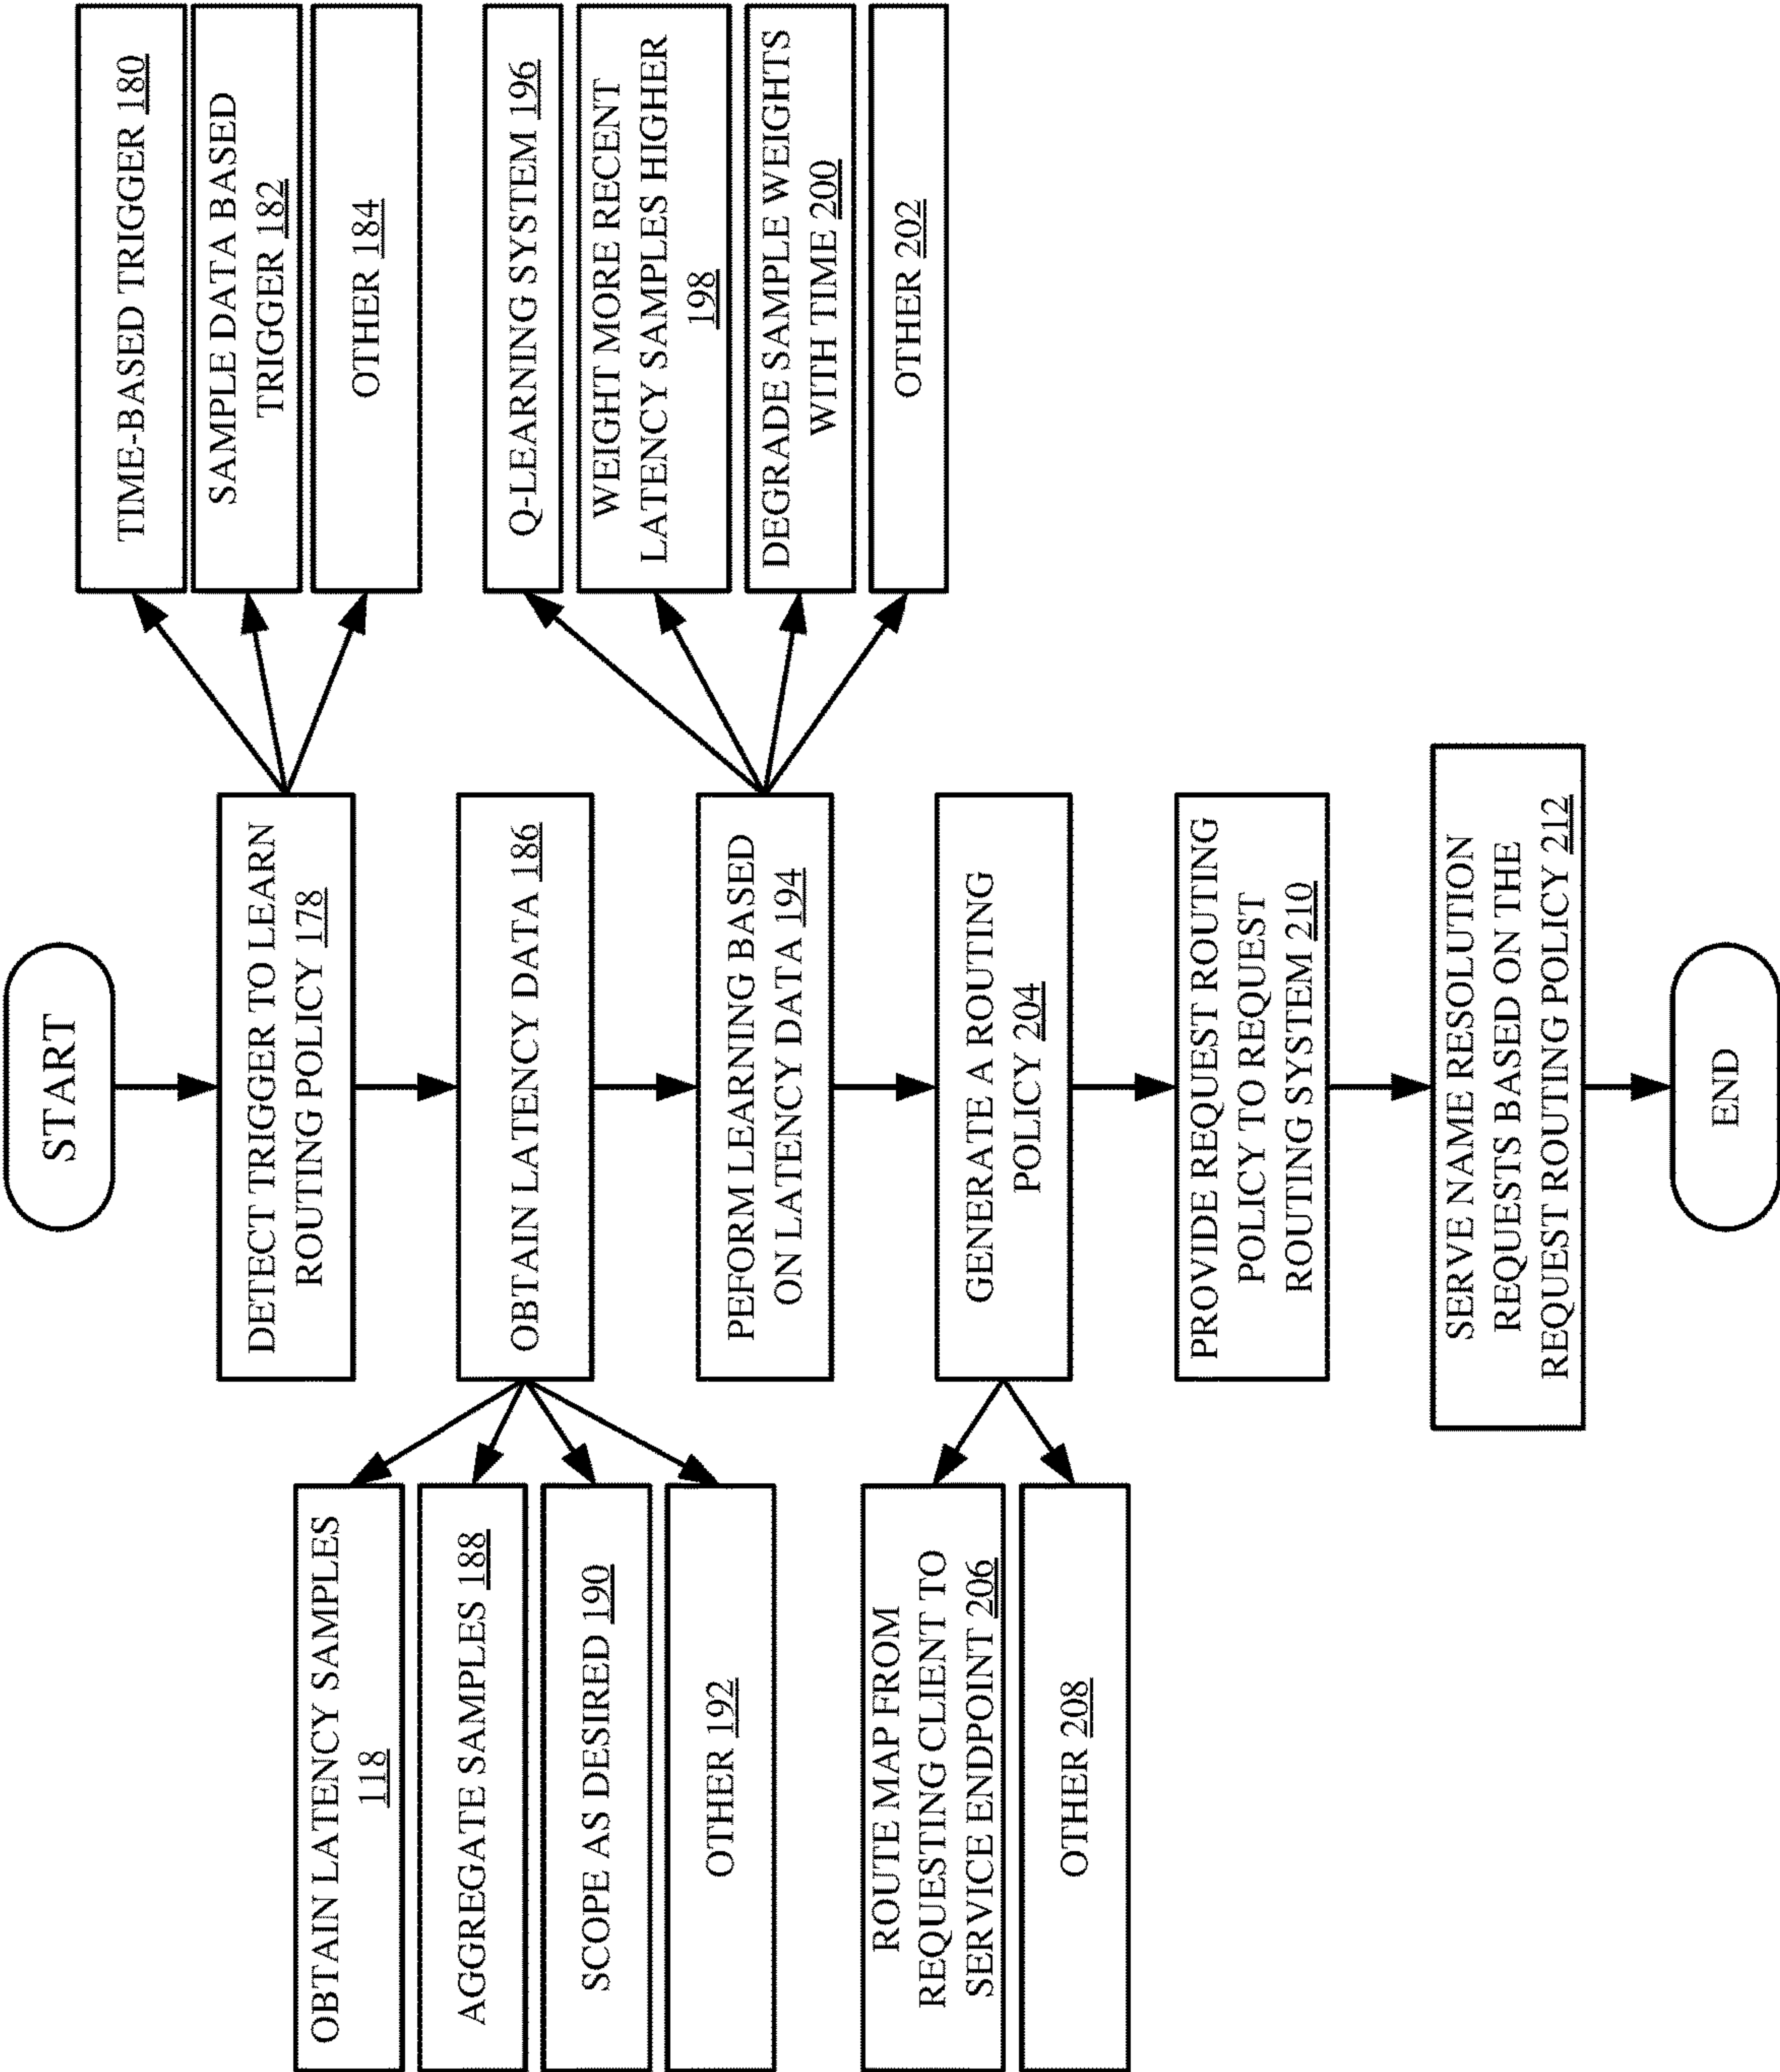 START
DETECT TRIGGER TO LEARN
ROUTING POLICY 178
TIME-BASED TRIGGER 180
SAMPLE DATA BASED
TRIGGER 182
OTHER 184
OBTAIN LATENCY DATA 186
OBTAIN LATENCY SAMPLES
118
AGGREGATE SAMPLES 188
SCOPE AS DESIRED 190
OTHER 192
PEFORM LEARNING BASED
ON LATENCY DATA 194
Q-LEARNING SYSTEM 196
WEIGHT MORE RECENT
LATENCY SAMPLES HIGHER
198
DEGRADE SAMPLE WEIGHTS
WITH TIME 200
OTHER 202
GENERATE A ROUTING
POLICY 204
ROUTE MAP FROM
REQUESTING CLIENT TO
SERVICE ENDPOINT 206
OTHER 208
PROVIDE REQUEST ROUTING
POLICY TO REQUEST
ROUTING SYSTEM 210
SERVE NAME RESOLUTION
REQUESTS BASED ON THE
REQUEST ROUTING POLICY 212
END